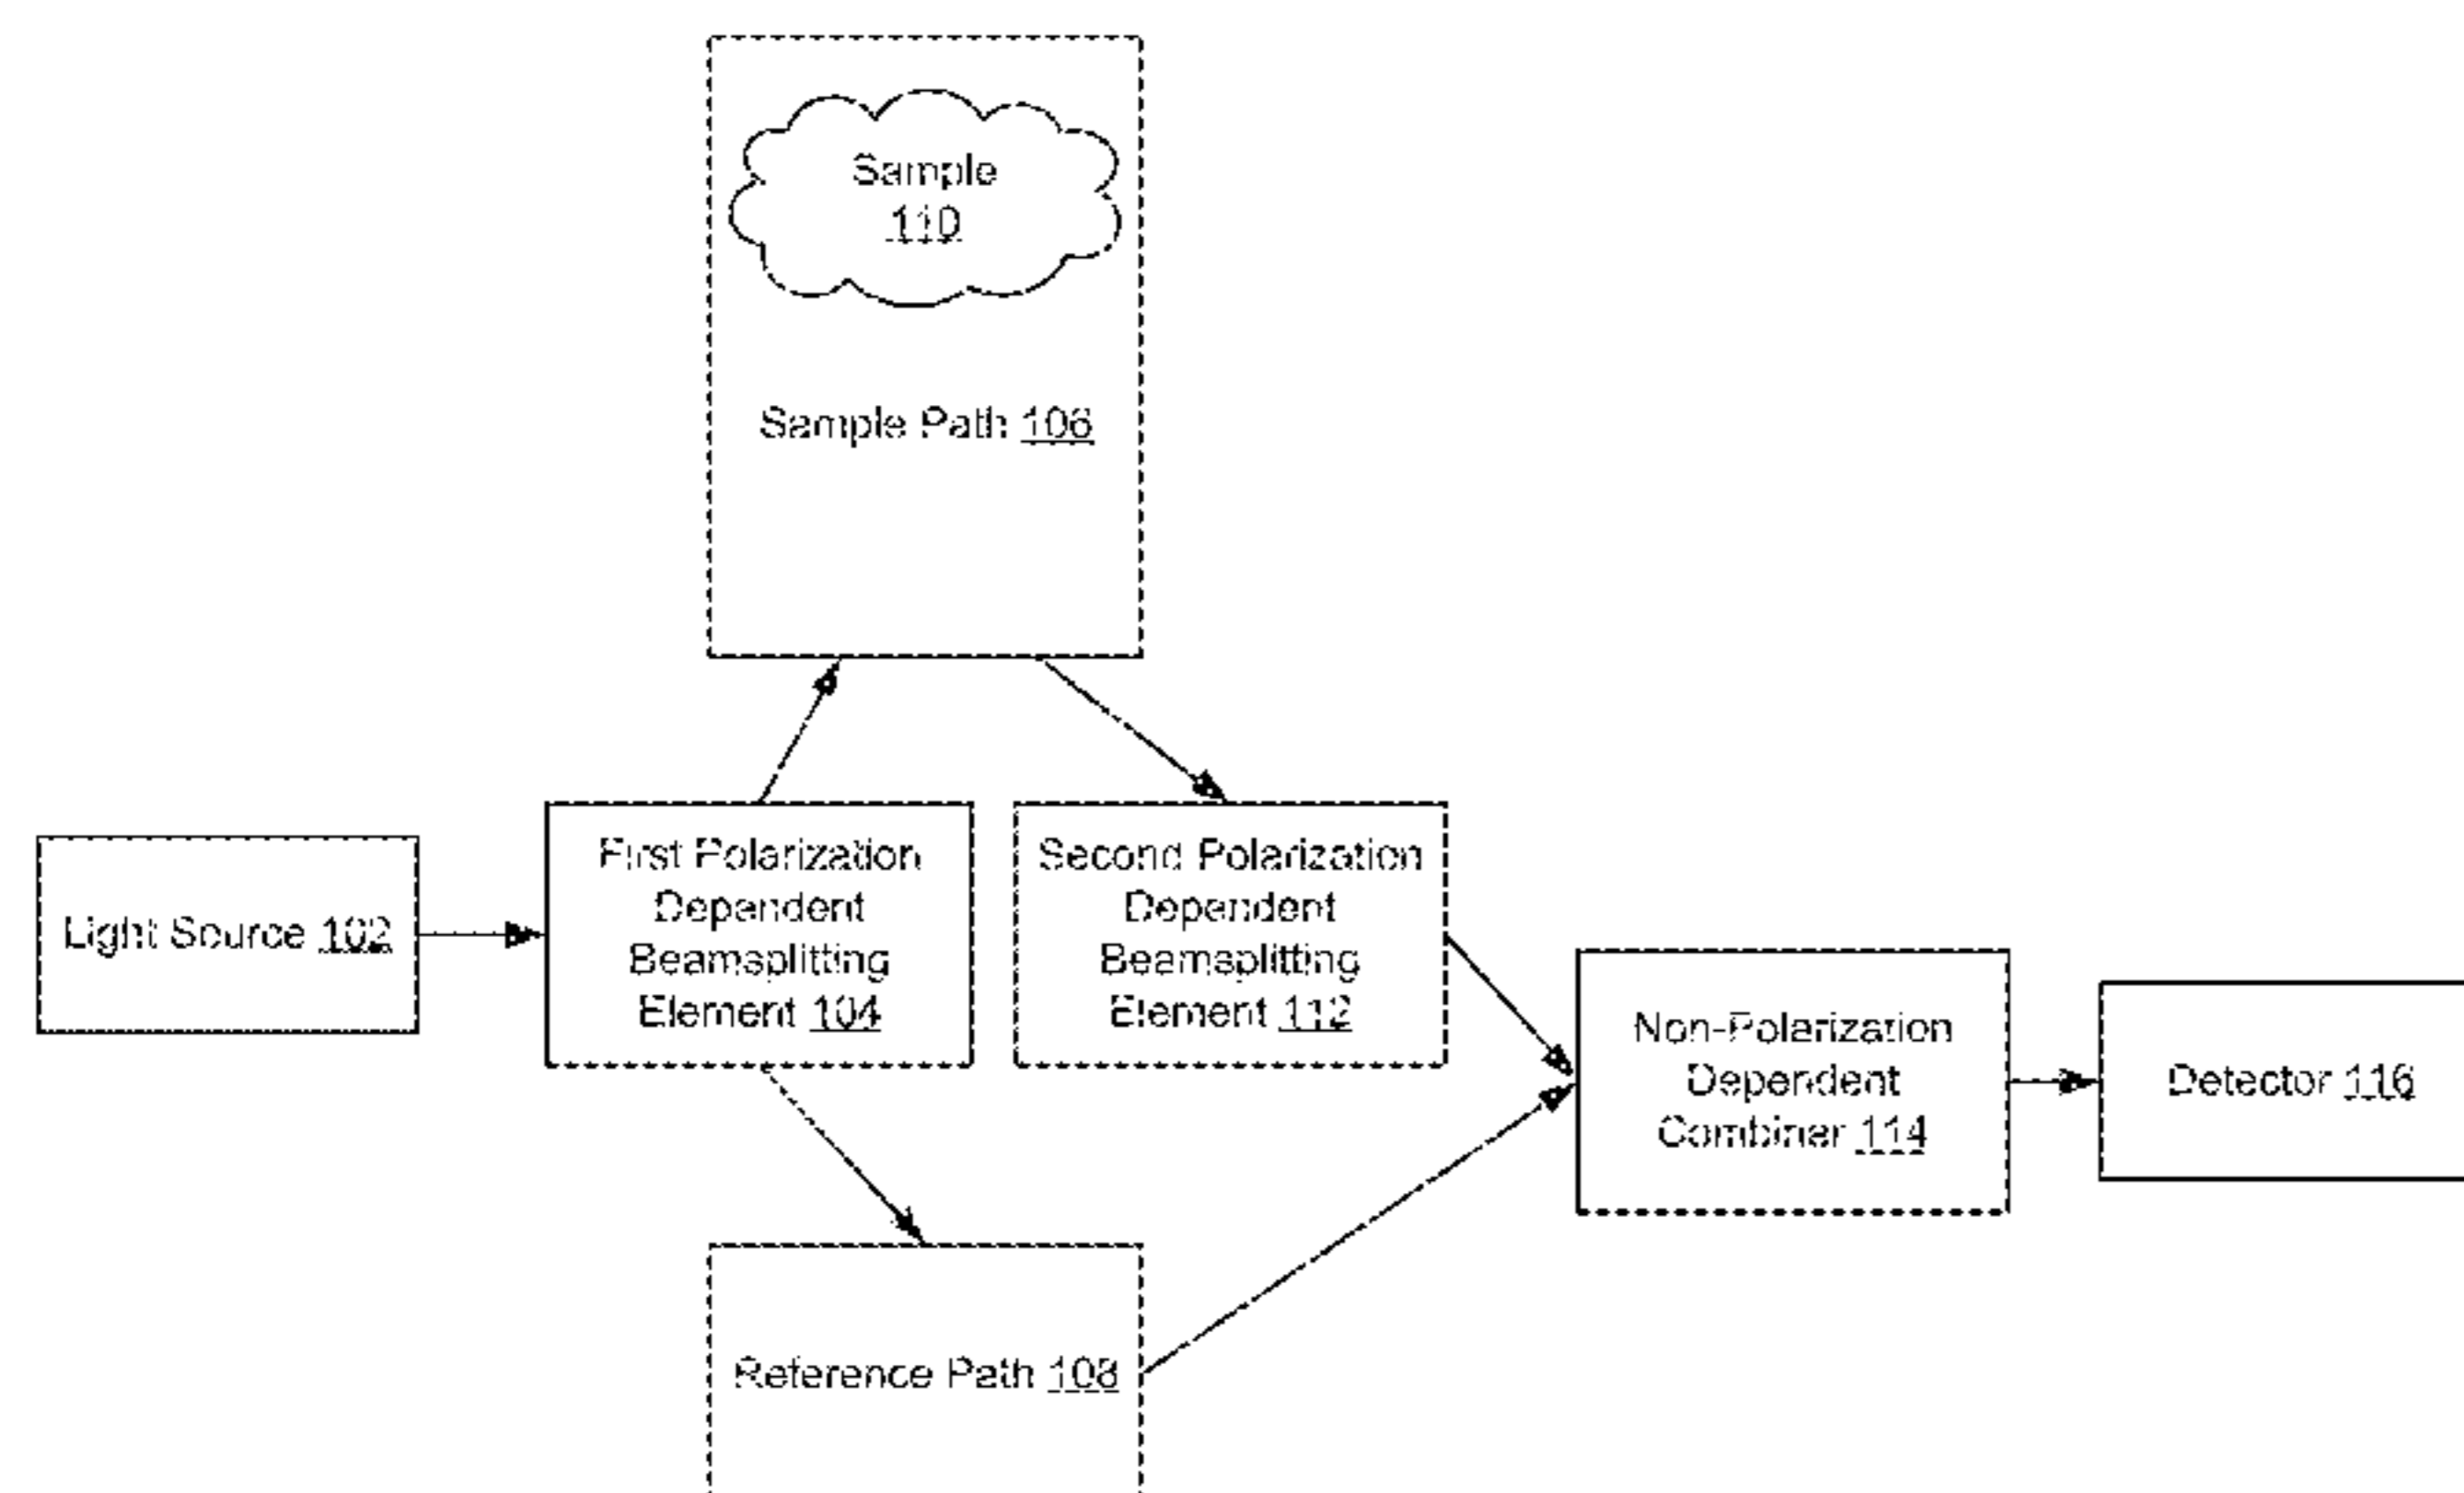 Sample
110
Sample Path 106
First Polarization
Dependent
Beamsplitting
Element 104
Second Polarization
Dependent
Beamsplitting
Element 112
Light Source 102
Non-Polarization
Dependent
Combiner 114
Detector 116
Reference Path 108